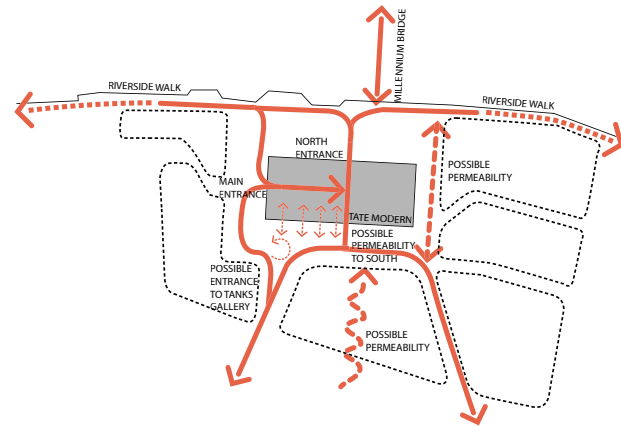 MILLENNIUM BRIDGE
RIVERSIDE WALK
RIVERSIDE WALK
NORTH
ENTRANCE
POSSIBLE
PERMEABILITY
MAIN
ENTRANCE
TATE MODERN
POSSIBLE
PERMEABILITY
TO SOUTH
POSSIBLE
ENTRANCE
TO TANKS
GALLERY
POSSIBLE
PERMEABILITY